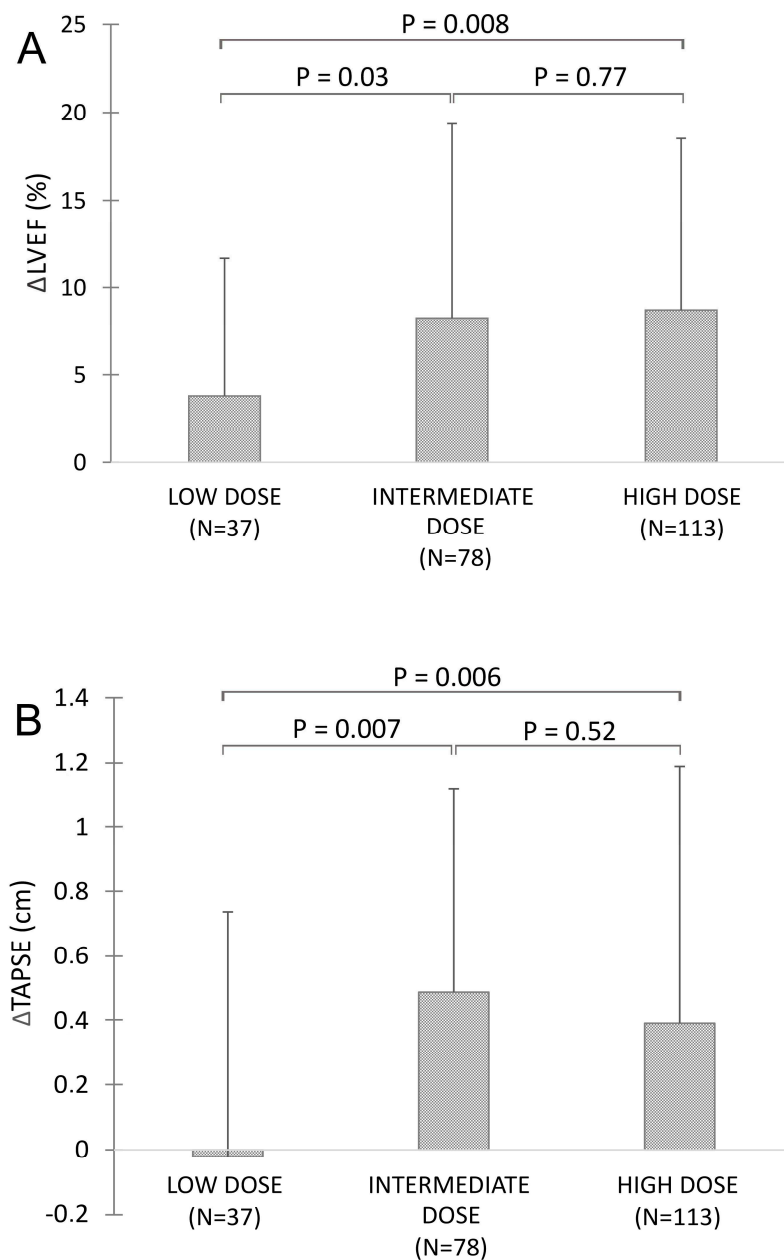 A
25
P = 0.008
P = 0.03
P = 0.77
20
15
10
5
0
ΔLVEF (%)
LOW DOSE
(N=37)
INTERMEDIATE
DOSE
(N=78)
HIGH DOSE
(N=113)
B
1.4
P = 0.006
P = 0.007
P = 0.52
1.2
1
0.8
0.6
0.4
0.2
0
-0.2
ΔTAPSE (cm)
LOW DOSE
(N=37)
INTERMEDIATE
DOSE
(N=78)
HIGH DOSE
(N=113)